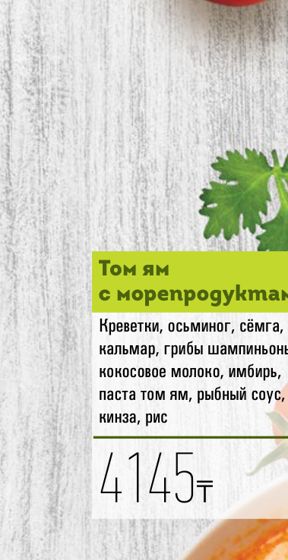 Том ям
с морепродуктам
Креветки, осьминог, сёмга,
кальмар, грибы шампиньоны
кокосовое молоко, имбирь,
паста том ям, рыбный соус,
кинза, рис
4145₸